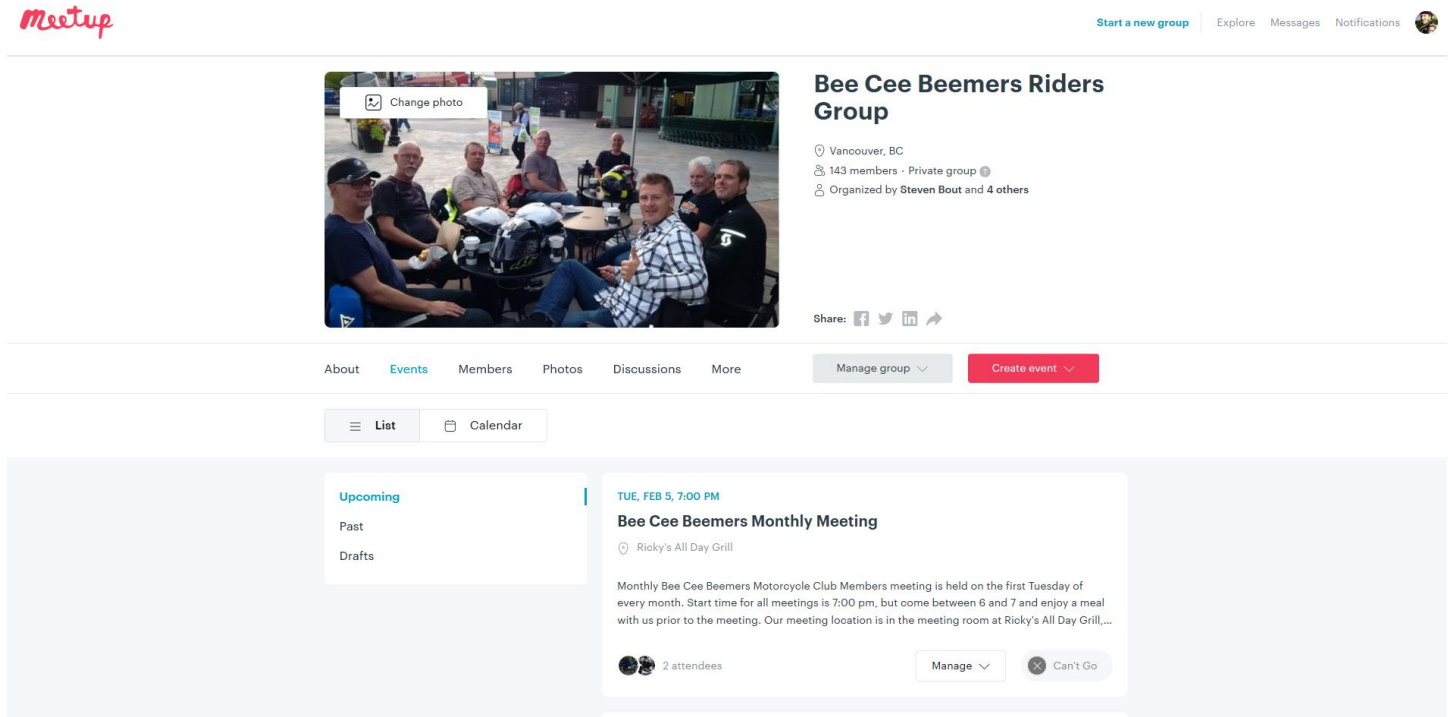 Meetup
Start a new group Explore Messages Notifications
Change photo
Bee Cee Beemers Riders
Group
Vancouver, BC
143 members · Private group ?
Organized by Steven Bout and 4 others
Share:
About Events Members Photos Discussions More
Manage group
Create event
List Calendar
Upcoming
Past
Drafts
TUE, FEB 5, 7:00 PM
Bee Cee Beemers Monthly Meeting
Ricky's All Day Grill
Monthly Bee Cee Beemers Motorcycle Club Members meeting is held on the first Tuesday of
every month. Start time for all meetings is 7:00 pm, but come between 6 and 7 and enjoy a meal
with us prior to the meeting. Our meeting location is in the meeting room at Ricky's All Day Grill,...
2 attendees
Manage
Can't Go